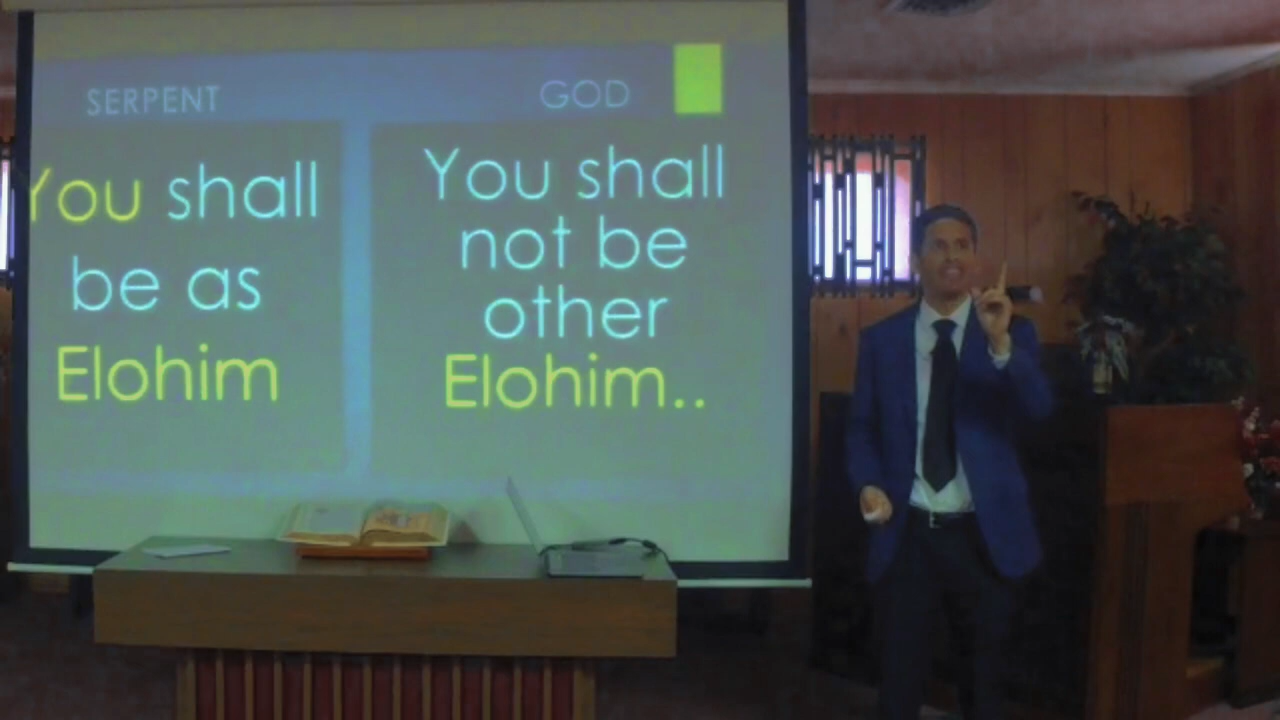 SERPENT
GOD
You shall
be as
Elohim
You shall
not be
other
Elohim..